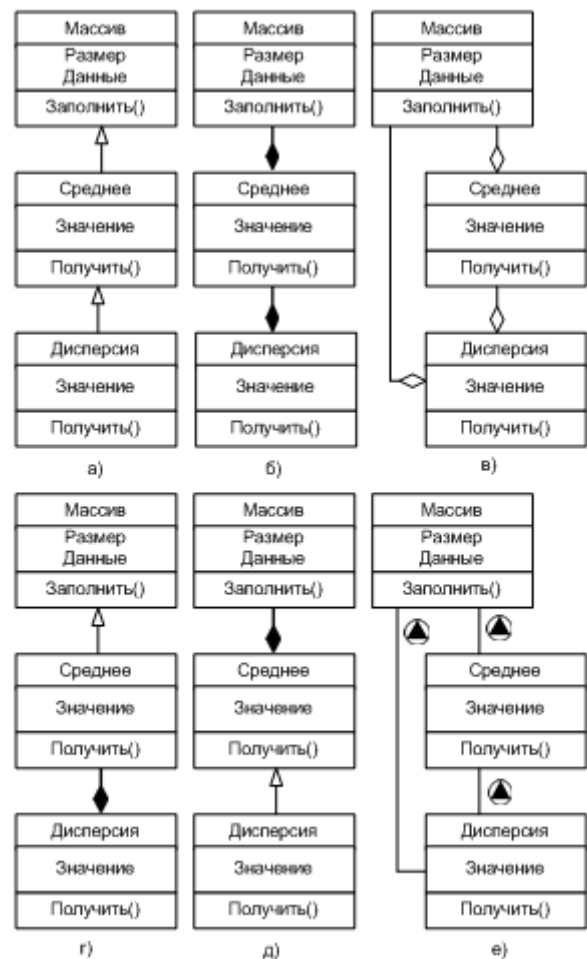 Массив
Размер
Данные
Заполнить()
Среднее
Значение
Получить()
Дисперсия
Значение
Получить()
а)
Массив
Размер
Данные
Заполнить()
Среднее
Значение
Получить()
Дисперсия
Значение
Получить()
б)
Массив
Размер
Данные
Заполнить()
Среднее
Значение
Получить()
Дисперсия
Значение
Получить()
в)
Массив
Размер
Данные
Заполнить()
Среднее
Значение
Получить()
Дисперсия
Значение
Получить()
г)
Массив
Размер
Данные
Заполнить()
Среднее
Значение
Получить()
Дисперсия
Значение
Получить()
д)
Массив
Размер
Данные
Заполнить()
Среднее
Значение
Получить()
Дисперсия
Значение
Получить()
е)